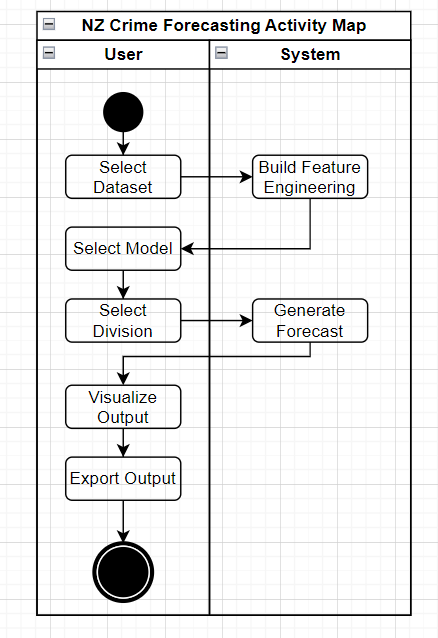 NZ Crime Forecasting Activity Map
User
System
Select
Dataset
Build Feature
Engineering
Select Model
Select
Division
Generate
Forecast
Visualize
Output
Export Output